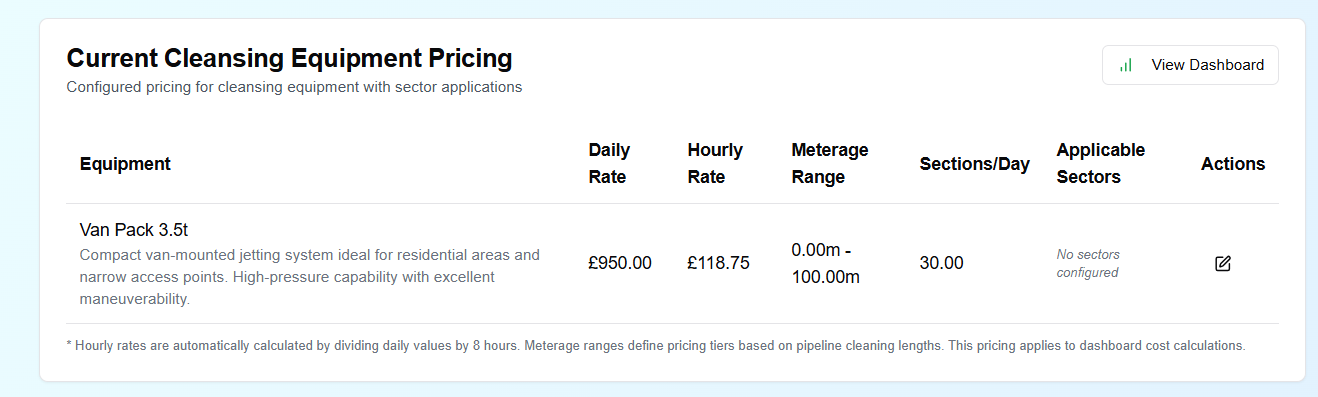 Current Cleansing Equipment Pricing
Configured pricing for cleansing equipment with sector applications
View Dashboard
Equipment
Daily Rate
Hourly Rate
Meterage Range
Sections/Day
Applicable Sectors
Actions
Van Pack 3.5t
Compact van-mounted jetting system ideal for residential areas and
narrow access points. High-pressure capability with excellent
maneuverability.
£950.00
£118.75
0.00m -
100.00m
30.00
No sectors
configured
* Hourly rates are automatically calculated by dividing daily values by 8 hours. Meterage ranges define pricing tiers based on pipeline cleaning lengths. This pricing applies to dashboard cost calculations.